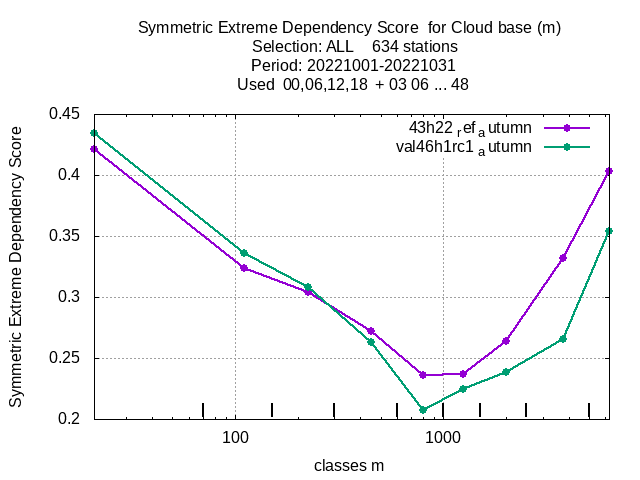 Symmetric Extreme Dependency Score  for Cloud base (m)
Selection: ALL    634 stations
Period: 20221001-20221031
Used  00,06,12,18  + 03 06 ... 48
Symmetric Extreme Dependency Score
0.45
0.4
0.35
0.3
0.25
0.2
43h22 ref a utumn
val46h1rc1 a utumn
100
1000
classes m